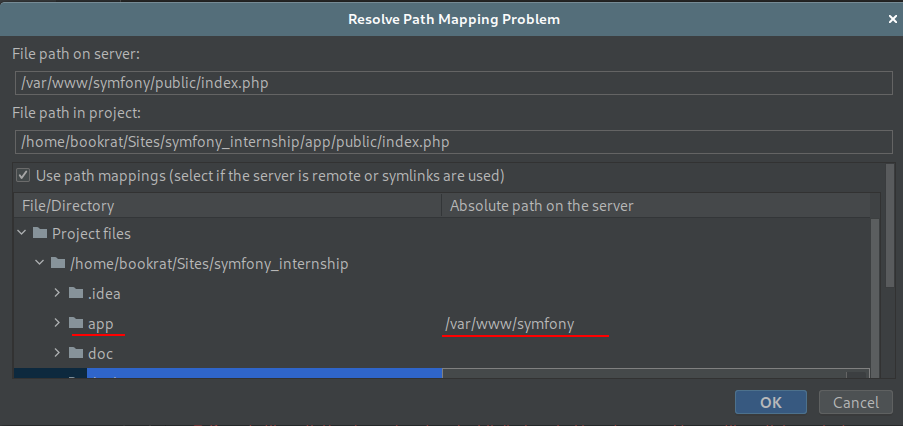 Resolve Path Mapping Problem
File path on server:
/var/www/symfony/public/index.php
File path in project:
/home/bookrat/Sites/symfony_internship/app/public/index.php
Use path mappings (select if the server is remote or symlinks are used)
File/Directory Absolute path on the server
Project files
/home/bookrat/Sites/symfony_internship
.idea
app /var/www/symfony
doc
OK Cancel